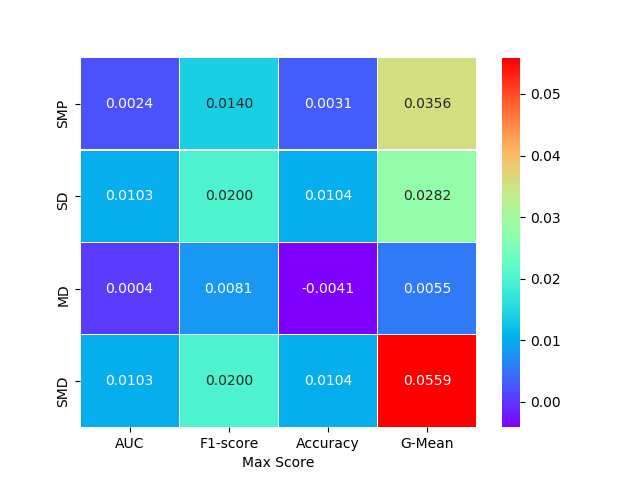 SMP 0.0024 0.0140 0.0031 0.0356
SD 0.0103 0.0200 0.0104 0.0282
MD 0.0004 0.0081 -0.0041 0.0055
SMD 0.0103 0.0200 0.0104 0.0559
AUC F1-score Accuracy G-Mean
Max Score
0.05
0.04
0.03
0.02
0.01
0.00